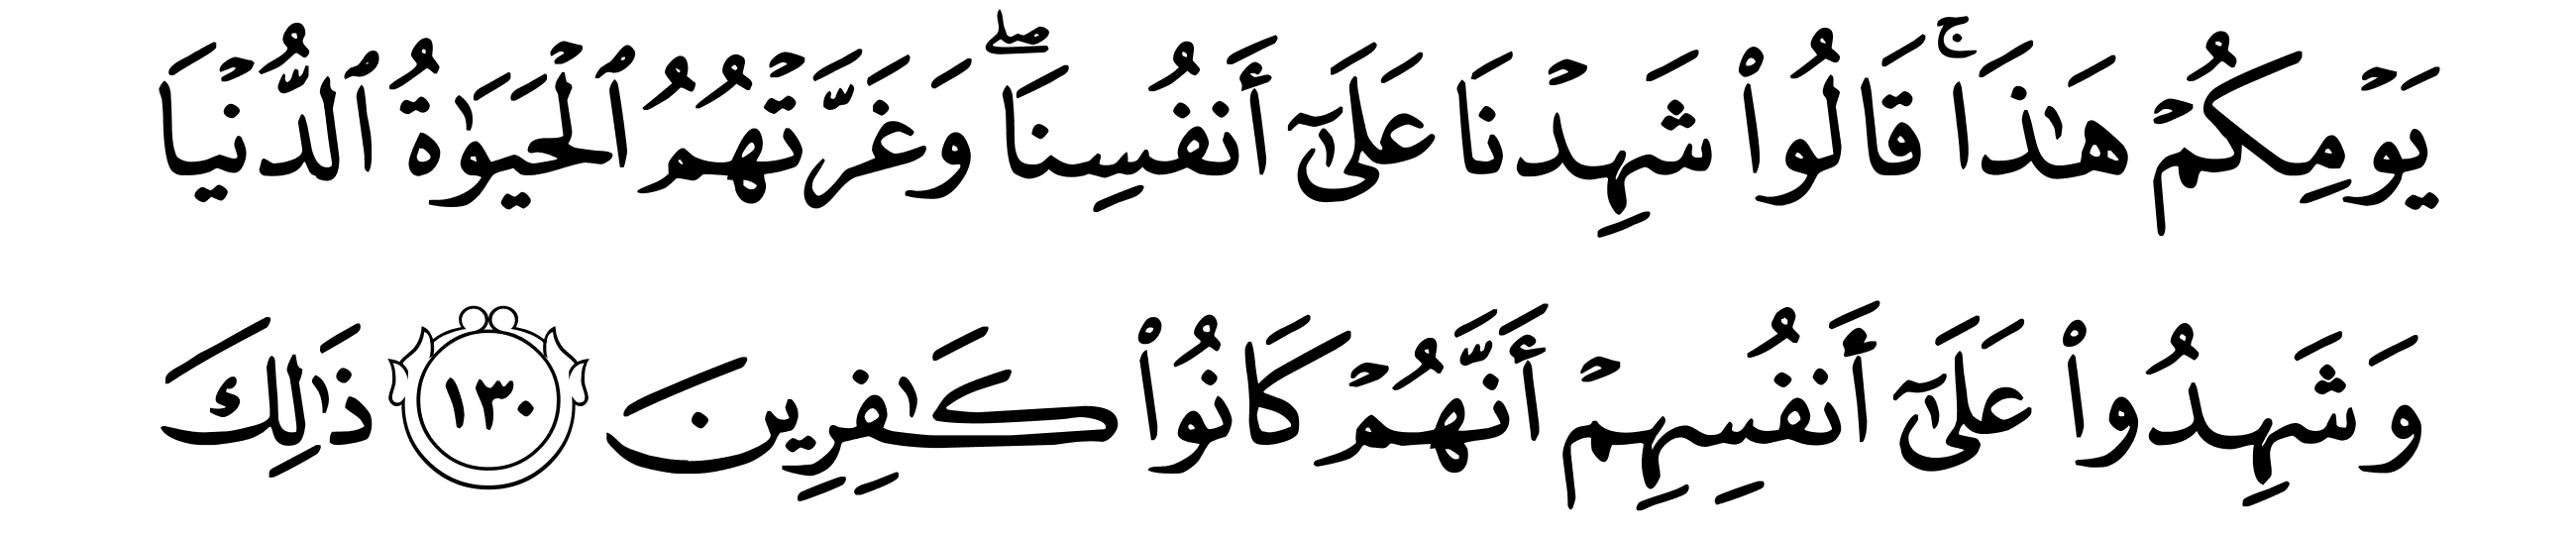 يَوْمِكُمْ هَٰذَا ۚ قَالُوا۟ شَهِدْنَا عَلَىٰٓ أَنفُسِنَا ۖ وَغَرَّتْهُمُ ٱلْحَيَوٰةُ ٱلدُّنْيَا
وَشَهِدُوا۟ عَلَىٰٓ أَنفُسِهِمْ أَنَّهُمْ كَانُوا۟ كَـٰفِرِينَ ١٣٠ ذَٰلِكَ